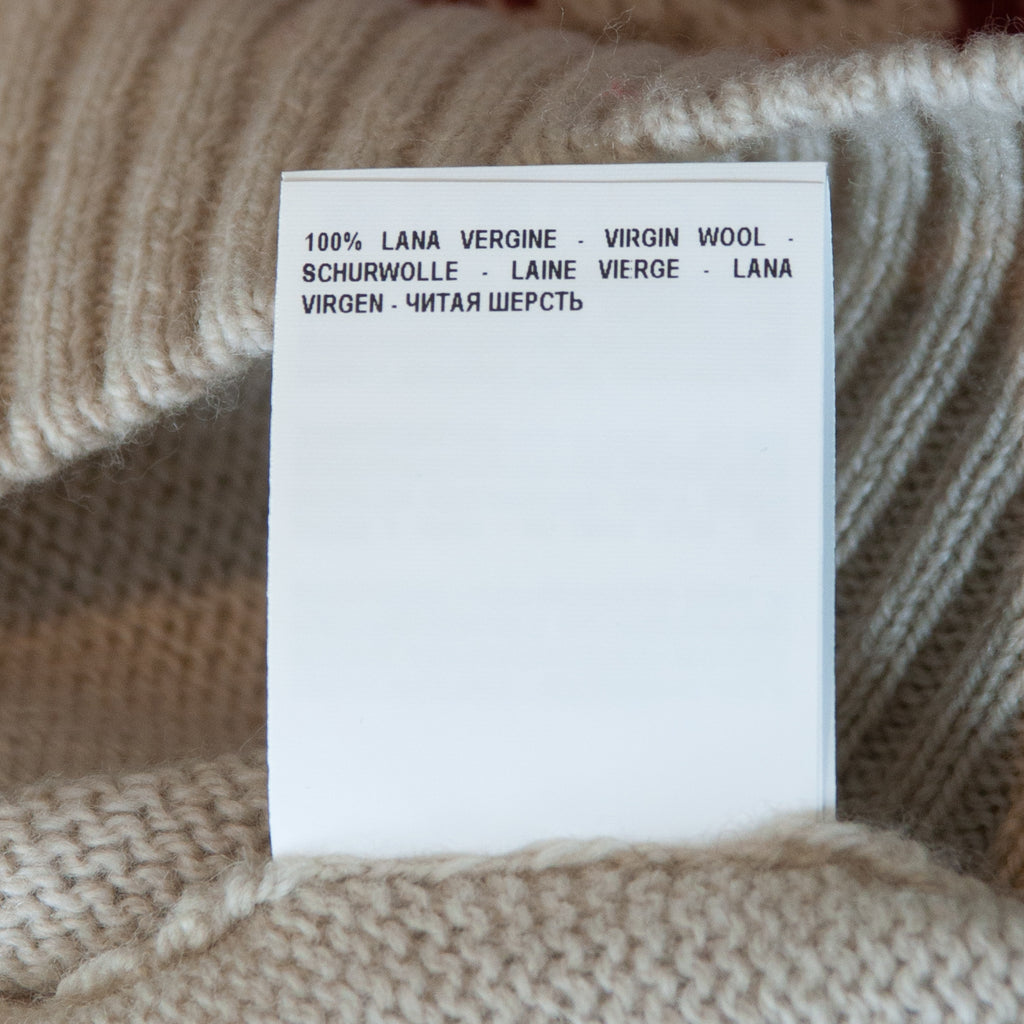 100% LANA VERGINE - VIRGIN WOOL -
SCHURWOLLE - LAINE VIERGE - LANA
VIRGEN - ЧИТАЯ ШЕРСТЬ